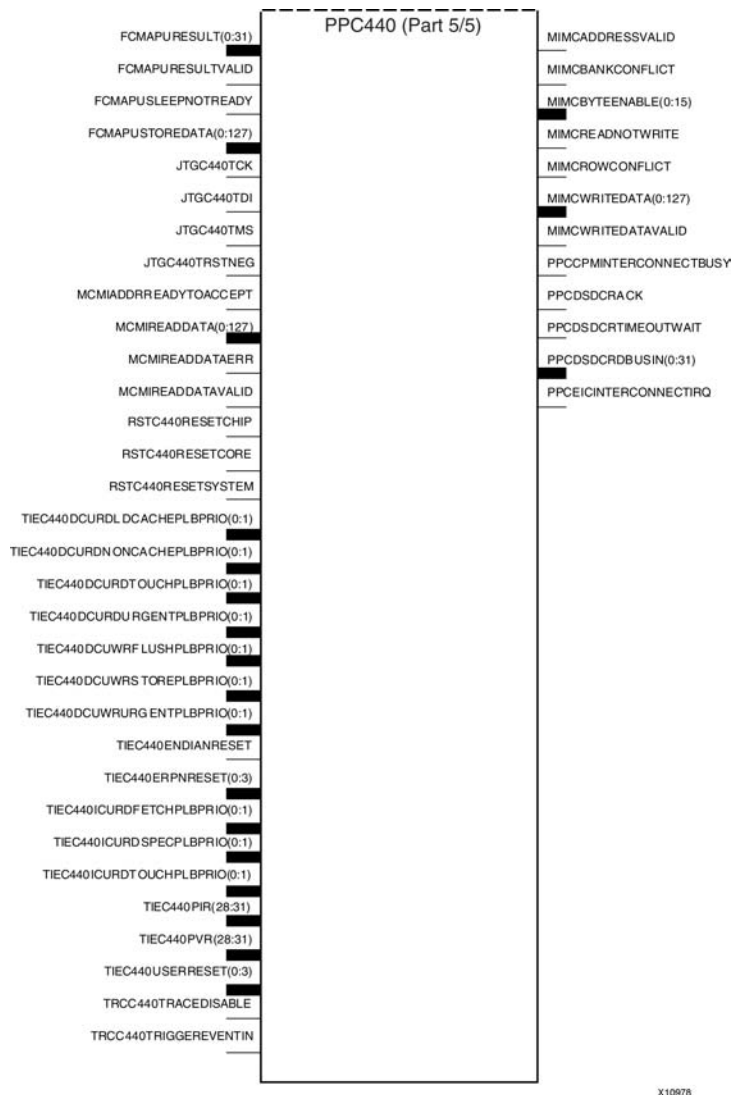 PPC440 (Part 5/5)
FCMAPURESULT(0:31)
FCMAPURESULTVALID
FCMAPUSLEEPNOTREADY
FCMAPUSTOREDATA(0:127)
JTGC440TCK
JTGC440TDI
JTGC440TMS
JTGC440TRSTNEG
MCMIADDRREADYTOACCEPT
MCMIREADDATA(0:127)
MCMIREADDATAERR
MCMIREADDATAVALID
RSTC440RESETCHIP
RSTC440RESETCORE
RSTC440RESETSYSTEM
TIEC440DCURDLDCACHEPLBPRIO(0:1)
TIEC440DCURDNONCACHEPLBPRIO(0:1)
TIEC440DCURDTOUCHPLBPRIO(0:1)
TIEC440DCURDURGENTPLBPRIO(0:1)
TIEC440DCUWRFLUSHPLBPRIO(0:1)
TIEC440DCUWRSTOREPLBPRIO(0:1)
TIEC440DCUWRURGENTPLBPRIO(0:1)
TIEC440ENDIANRESET
TIEC440ERPNRESET(0:3)
TIEC440ICURDFETCHPLBPRIO(0:1)
TIEC440ICURDSPECPLBPRIO(0:1)
TIEC440ICURDTOUCHPLBPRIO(0:1)
TIEC440PIR(28:31)
TIEC440PVR(28:31)
TIEC440USERRESET(0:3)
TRCC440TRACEDISABLE
TRCC440TRIGGEREVENTIN
MIMCADDRESSVALID
MIMCBANKCONFLICT
MIMCBYTEENABLE(0:15)
MIMCREADNOTWRITE
MIMCROWCONFLICT
MIMCWRITEDATA(0:127)
MIMCWRITEDATAVALID
PPCCPMINTERCONNECTBUSY
PPCDSDCRACK
PPCDSDCRTIMEOUTWAIT
PPCDSDCRDBUSIN(0:31)
PPCEICINTERCONNECTIRQ
X10978